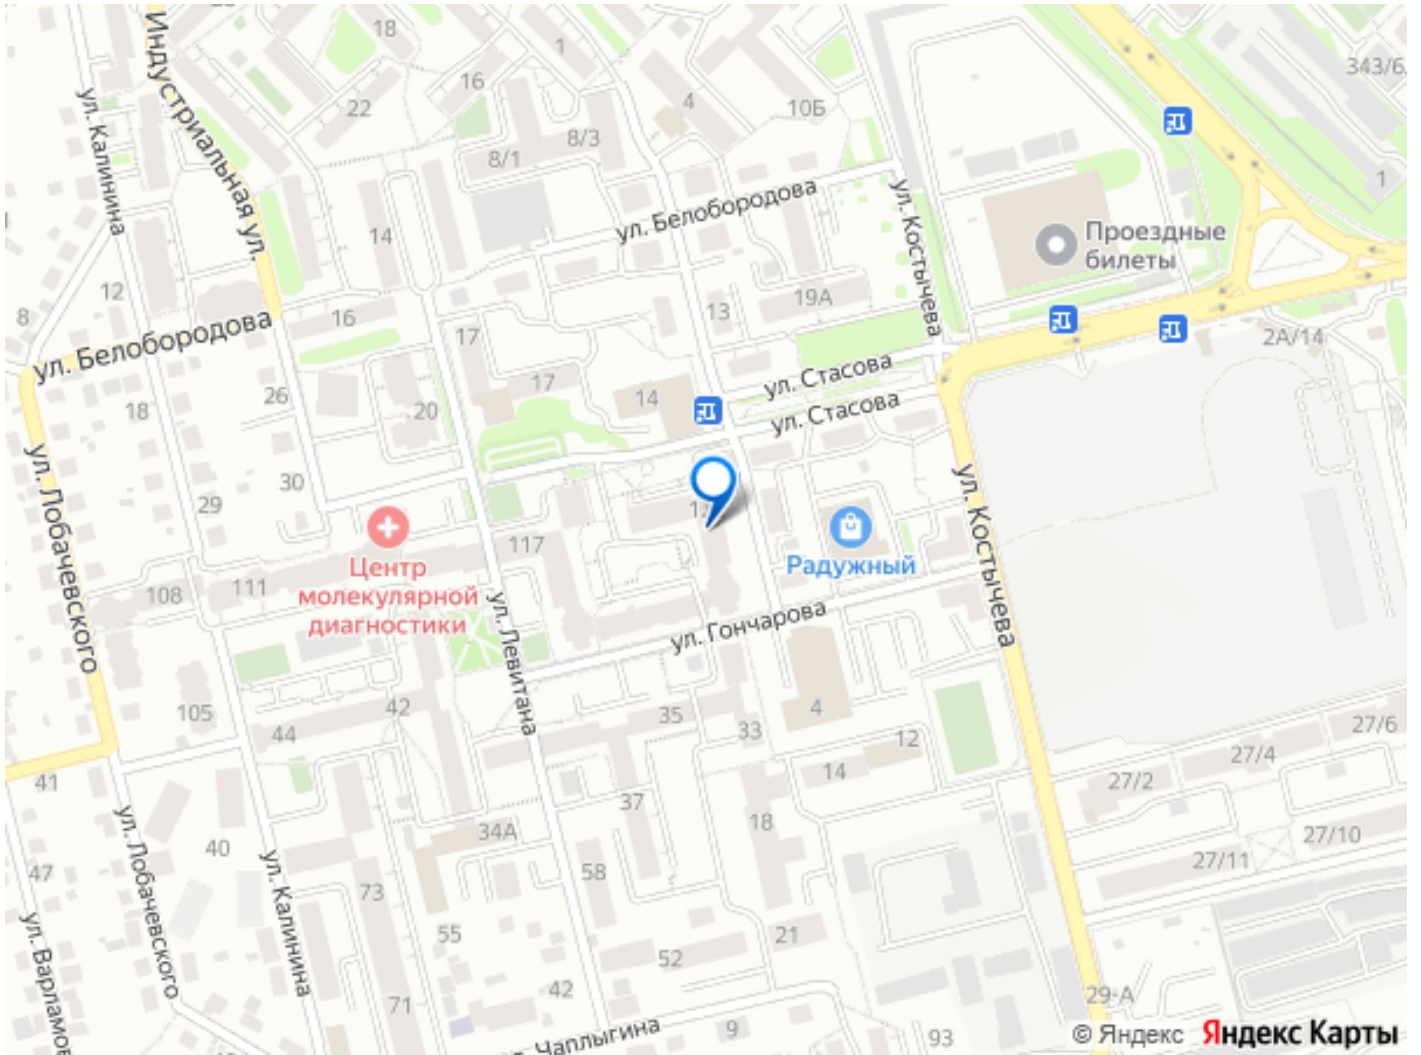 18
1
343/6
16
22
4
10Б
ул. Калинина
Индустриальная ул.
8/3
8/1
1
ул. Белобородова
ул. Костычева
14
Проездные
билеты
12
8
16
13
19А
ул. Белобородова
17
2А/14
ул. Стасова
17
26
14
18
20
ул. Стасова
ул. Лобачевского
30
29
ул. Костычева
117
Центр
молекулярной
диагностики
Радужный
111
108
ул. Левитана
ул. Гончарова
105
42
44
35
4
33
27/6
12
27/4
41
14
27/2
37
18
34А
27/10
ул. Лобачевского
40
ул. Калинина
27/11
47
58
73
ул. Варламов
55
21
52
42
29-А
71
Чаплыгина
9
93
© Яндекс Яндекс Карты